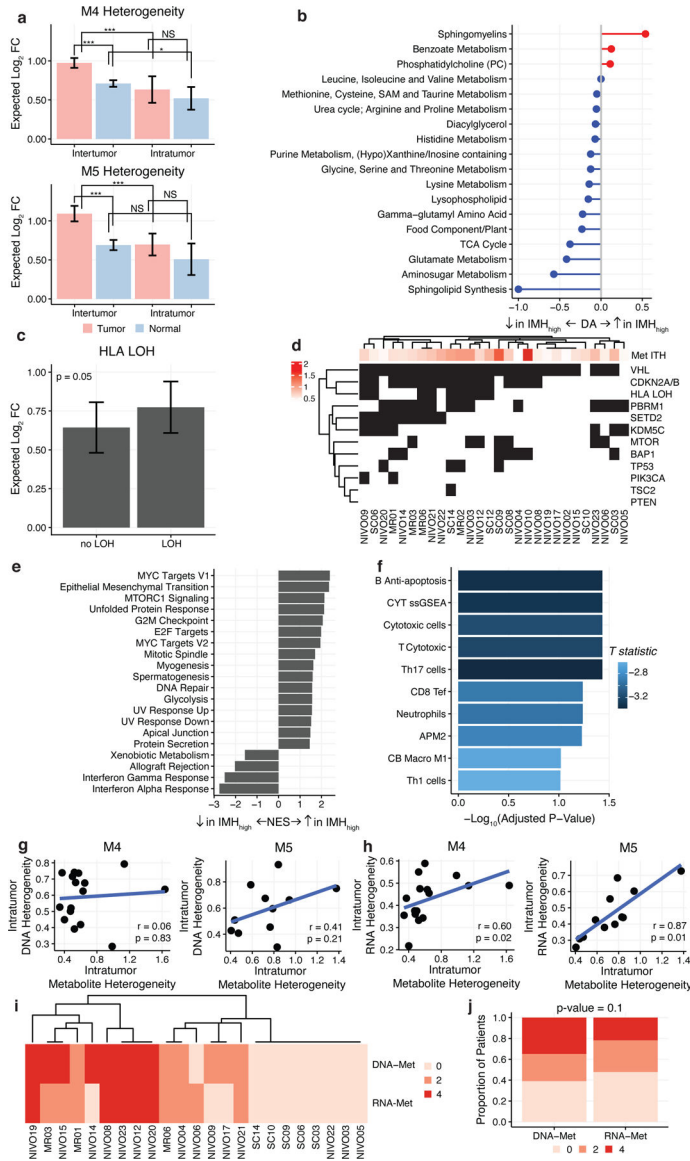 a
M4 Heterogeneity
Expected Log2 FC
1.00
0.50
0.00
***
***
NS
*
Intertumor
Intratumor
M5 Heterogeneity
Expected Log2 FC
1.00
0.50
0.00
***
***
NS
NS
Intertumor
Intratumor
Tumor
Normal
b
Sphingomyelins
Benzoate Metabolism
Phosphatidylcholine (PC)
Leucine, Isoleucine and Valine Metabolism
Methionine, Cysteine, SAM and Taurine Metabolism
Urea cycle; Arginine and Proline Metabolism
Diacylglycerol
Histidine Metabolism
Purine Metabolism, (Hypo)Xanthine/Inosine containing
Glycine, Serine and Threonine Metabolism
Lysine Metabolism
Lysophospholipid
Gamma-glutamyl Amino Acid
Food Component/Plant
TCA Cycle
Glutamate Metabolism
Aminosugar Metabolism
Sphingolipid Synthesis
-1.0 -0.5 0.0 0.5
↓in IMHhigh ← DA →↑in IMHhigh
c
HLA LOH
p = 0.05
Expected Log2 FC
0.75
0.50
0.25
0.00
no LOH
LOH
d
2
1.5
1
0.5
Met ITH
VHL
CDKN2A/B
HLA LOH
PBRM1
SETD2
KDM5C
MTOR
BAP1
TP53
PIK3CA
TSC2
PTEN
NIVO09
SC06
NIVO20
MR01
NIVO14
MR03
MR06
NIVO21
NIVO22
SC14
MR02
NIVO03
NIVO12
SC12
SC09
SC08
NIVO04
NIVO10
NIVO08
NIVO19
NIVO17
NIVO02
NIVO15
SC10
NIVO23
NIVO06
SC03
NIVO05
e
MYC Targets V1
Epithelial Mesenchymal Transition
MTORC1 Signaling
Unfolded Protein Response
G2M Checkpoint
E2F Targets
MYC Targets V2
Mitotic Spindle
Myogenesis
Spermatogenesis
DNA Repair
Glycolysis
UV Response Up
UV Response Down
Apical Junction
Protein Secretion
Xenobiotic Metabolism
Allograft Rejection
Interferon Gamma Response
Interferon Alpha Response
−3 −2 −1 0 1 2
↓in IMHhigh ←NES→↑in IMHhigh
f
B Anti-apoptosis
CYT ssGSEA
Cytotoxic cells
T Cytotoxic
Th17 cells
CD8 Tef
Neutrophils
APM2
CB Macro M1
Th1 cells
0.0 0.5 1.0 1.5
−Log10(Adjusted P−Value)
T statistic
−2.8
−3.2
g
M4
Intratumor
DNA Heterogeneity
0.8
0.7
0.6
0.5
0.4
0.3
r = 0.06
p = 0.83
0.4 0.8 1.2 1.6
Intratumor
Metabolite Heterogeneity
M5
Intratumor
DNA Heterogeneity
0.9
0.7
0.5
0.3
r = 0.41
p = 0.21
0.4 0.6 0.8 1.0 1.2 1.4
Intratumor
Metabolite Heterogeneity
h
M4
Intratumor
RNA Heterogeneity
0.6
0.5
0.4
0.3
0.2
r = 0.60
p = 0.02
0.4 0.8 1.2 1.6
Intratumor
Metabolite Heterogeneity
M5
Intratumor
RNA Heterogeneity
0.8
0.7
0.6
0.5
0.4
0.3
r = 0.87
p = 0.01
0.4 0.6 0.8 1.0 1.2 1.4
Intratumor
Metabolite Heterogeneity
i
DNA-Met
RNA-Met
0
2
4
NIVO19
MR03
NIVO15
MR01
NIVO14
NIVO08
NIVO23
NIVO12
NIVO20
MR06
NIVO04
NIVO06
NIVO09
NIVO17
NIVO21
SC14
SC10
SC09
SC06
SC03
NIVO22
NIVO03
NIVO05
j
p-value = 0.1
Proportion of Patients
1.0
0.8
0.6
0.4
0.2
0.0
DNA-Met
RNA-Met
0 2 4